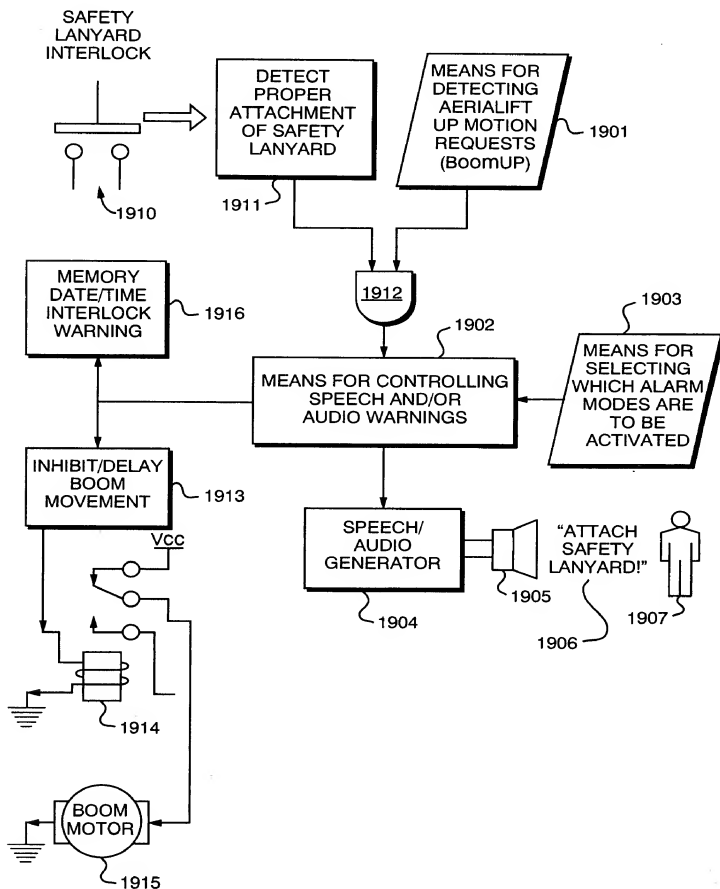 SAFETY
LANYARD
INTERLOCK
1910
DETECT
PROPER
ATTACHMENT
OF SAFETY
LANYARD
1911
MEANS FOR
DETECTING
AERIALIFT
UP MOTION
REQUESTS
(BoomUP)
1901
1912
MEMORY
DATE/TIME
INTERLOCK
WARNING
1916
1902
MEANS FOR CONTROLLING
SPEECH AND/OR
AUDIO WARNINGS
1903
MEANS FOR
SELECTING
WHICH ALARM
MODES ARE
TO BE
ACTIVATED
INHIBIT/DELAY
BOOM
MOVEMENT
1913
SPEECH/
AUDIO
GENERATOR
1904
1905
"ATTACH
SAFETY
LANYARD!"
1906
1907
Vcc
1914
BOOM
MOTOR
1915